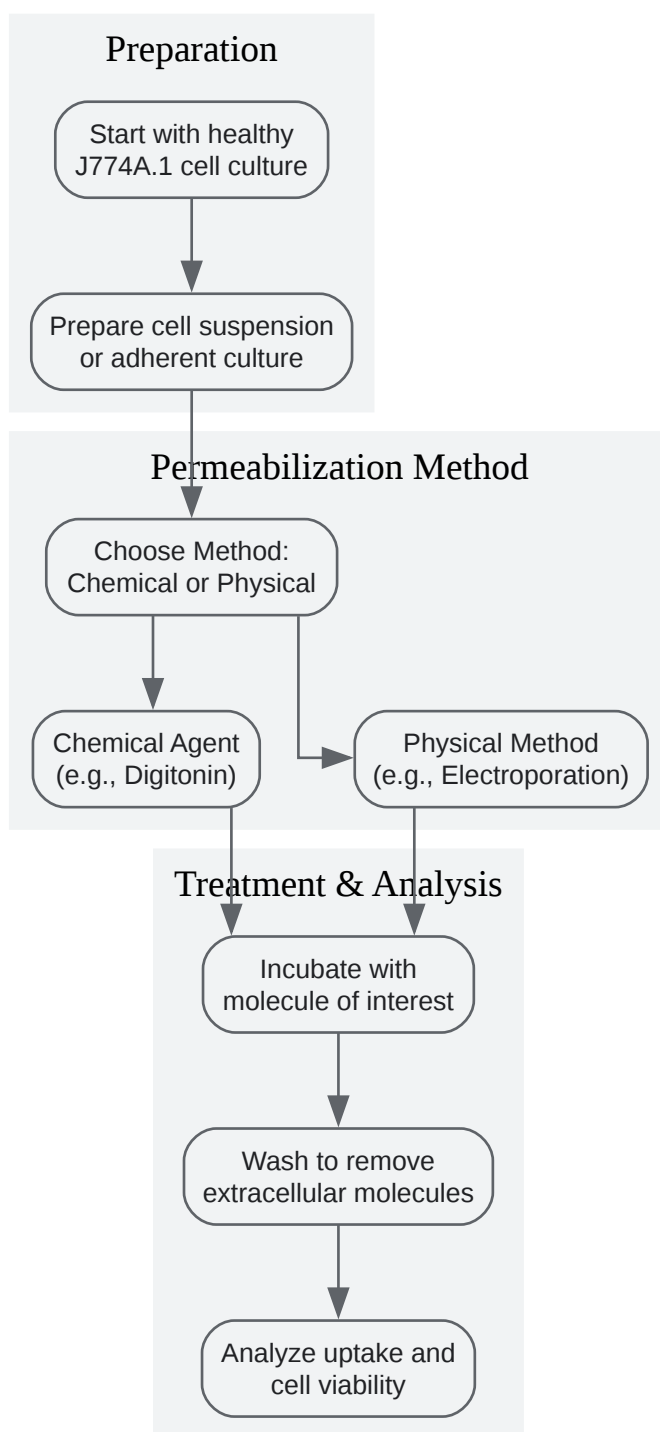 Preparation
Start with healthy
J774A.1 cell culture
Prepare cell suspension
or adherent culture
Permeabilization Method
Choose Method:
Chemical or Physical
Chemical Agent
(e.g., Digitonin)
Physical Method
(e.g., Electroporation)
Treatment & Analysis
Incubate with
molecule of interest
Wash to remove
extracellular molecules
Analyze uptake and
cell viability